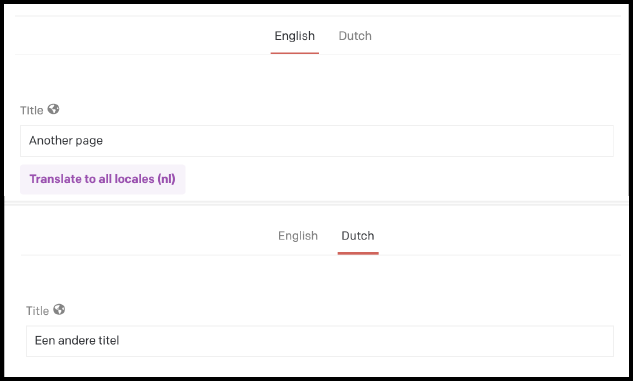 English Dutch
Title
Another page
Translate to all locales (nl)
English Dutch
Title
Een andere titel